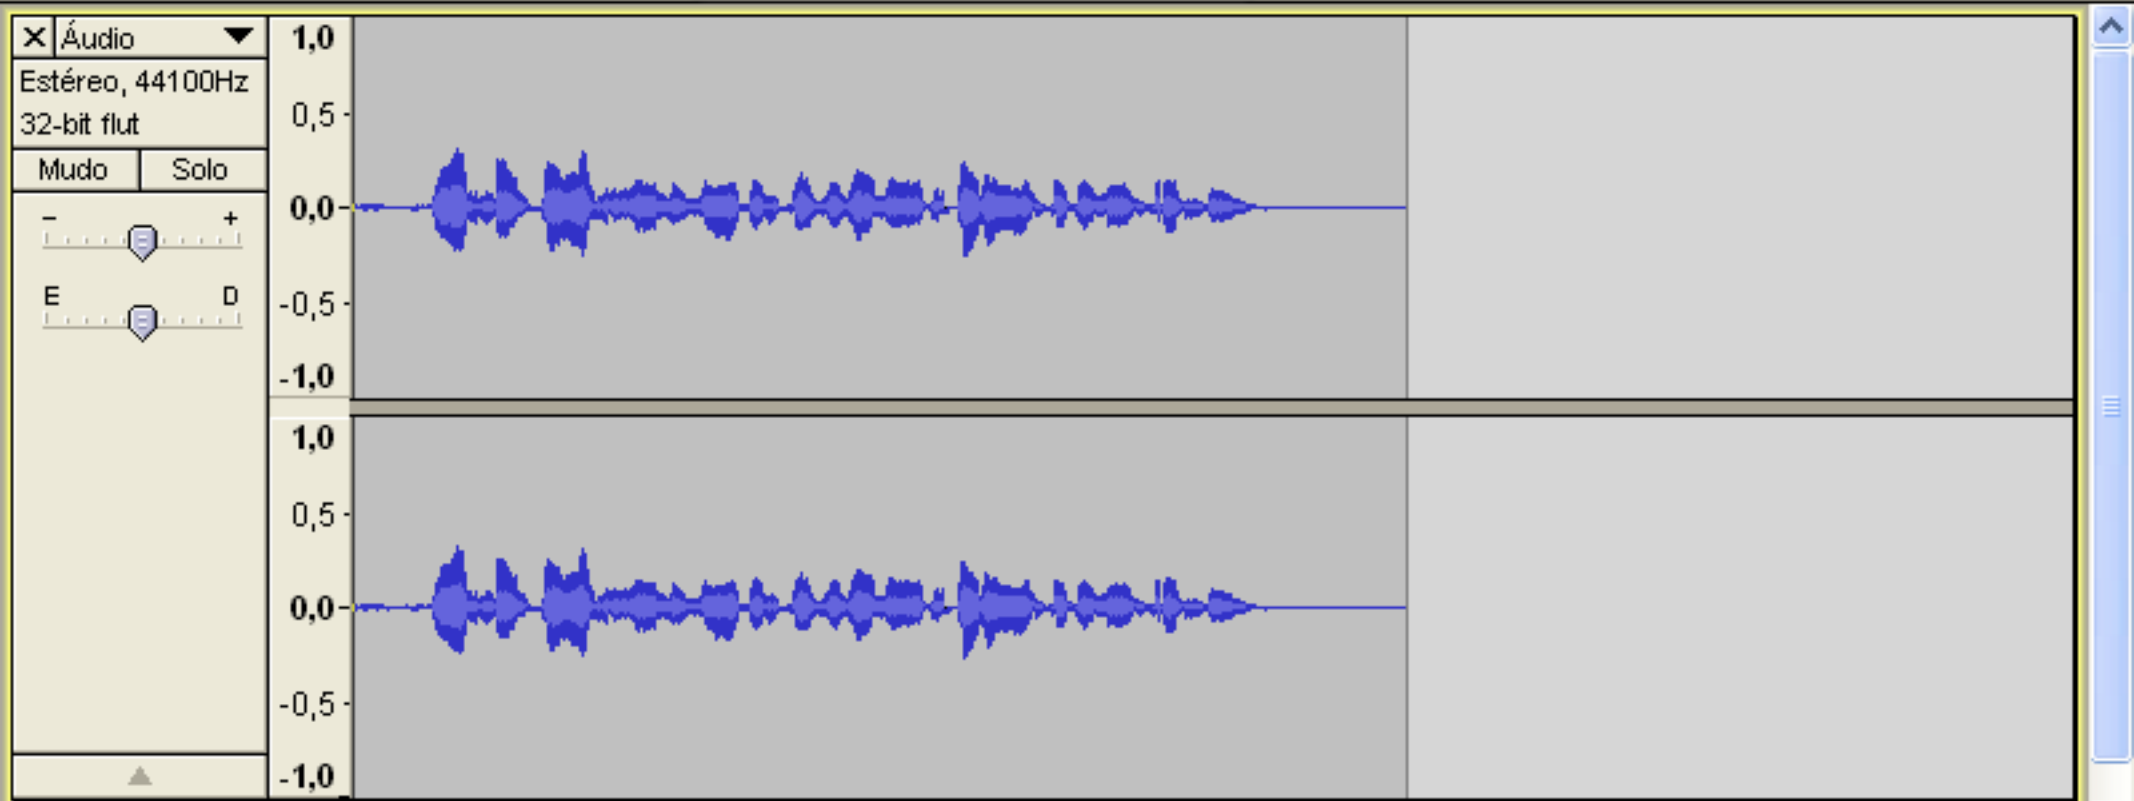 X Áudio
Estéreo, 44100Hz
32-bit flut
Mudo Solo
- +
E D
1,0
0,5-
0,0-
-0,5-
-1,0
1,0
0,5-
0,0-
-0,5-
-1,0